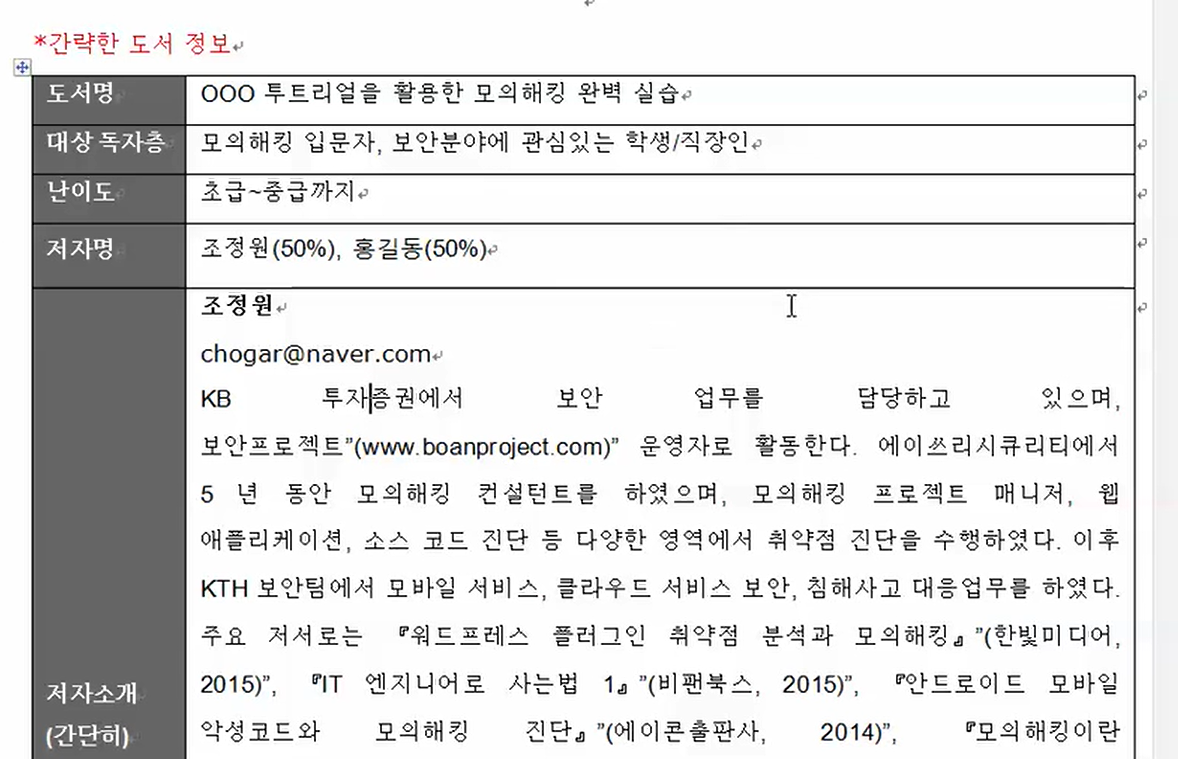 *간략한 도서 정보
도서명 OOO 투트리얼을 활용한 모의해킹 완벽 실습
대상 독자층 모의해킹 입문자, 보안분야에 관심있는 학생/직장인
난이도 초급~중급까지
저자명 조정원(50%), 홍길동(50%)
조정원
chogar@naver.com
KB 투자증권에서 보안 업무를 담당하고 있으며,
보안프로젝트”(www.boanproject.com)” 운영자로 활동한다. 에이쓰리시큐리티에서
5 년 동안 모의해킹 컨설턴트를 하였으며, 모의해킹 프로젝트 매니저, 웹
애플리케이션, 소스 코드 진단 등 다양한 영역에서 취약점 진단을 수행하였다. 이후
KTH 보안팀에서 모바일 서비스, 클라우드 서비스 보안, 침해사고 대응업무를 하였다.
주요 저서로는 『워드프레스 플러그인 취약점 분석과 모의해킹』”(한빛미디어,
저자소개 2015)”, 『IT 엔지니어로 사는법 1』”(비팬북스, 2015)”, 『안드로이드 모바일
(간단히) 악성코드와 모의해킹 진단』”(에이콘출판사, 2014)”, 『모의해킹이란